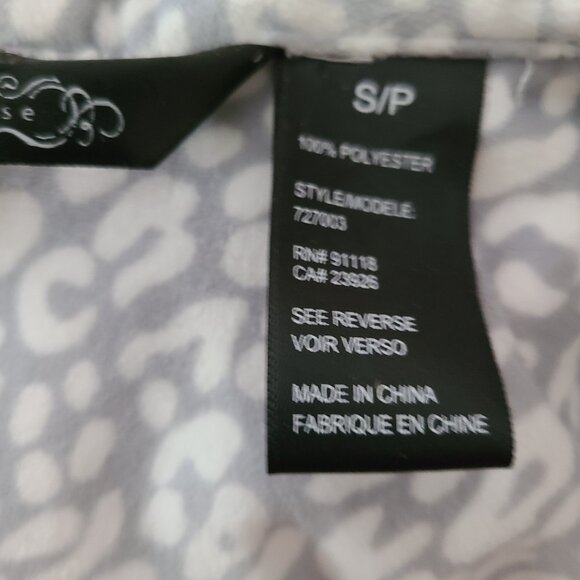 se
S/P
100% POLYESTER
STYLE/MODELE:
727003
RN# 91118
CA# 23926
SEE REVERSE
VOIR VERSO
MADE IN CHINA
FABRIQUE EN CHINE